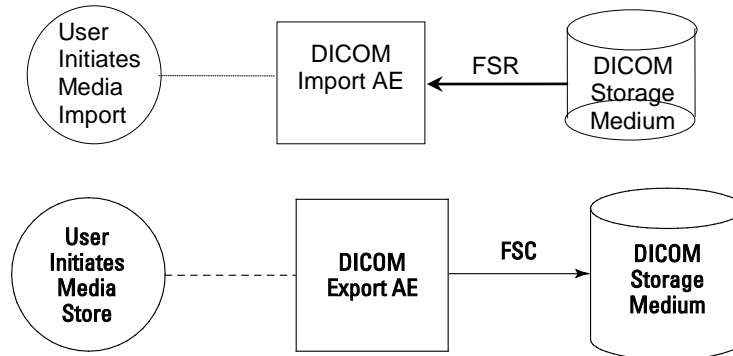 User
Initiates
Media
Import
DICOM
Import AE
FSR
DICOM
Storage
Medium
User
Initiates
Media
Store
DICOM
Export AE
FSC
DICOM
Storage
Medium